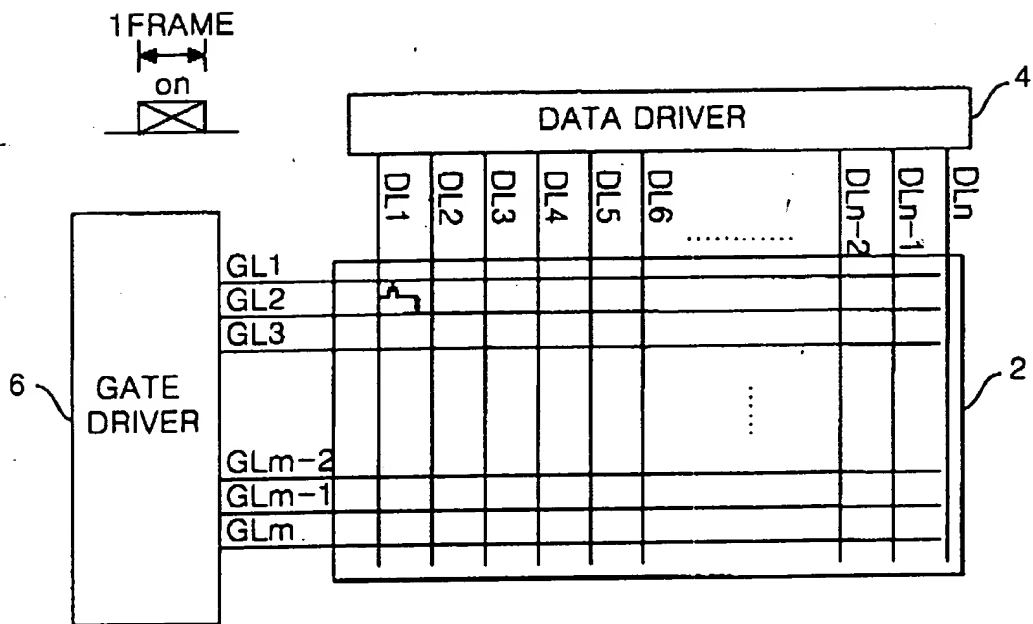 1FRAME
on
4
DATA DRIVER
DL1
DL2
DL3
DL4
DL5
DL6
............
DLn-2
DLn-1
DLn
GL1
GL2
GL3
6
GATE
DRIVER
2
GLm-2
GLm-1
GLm